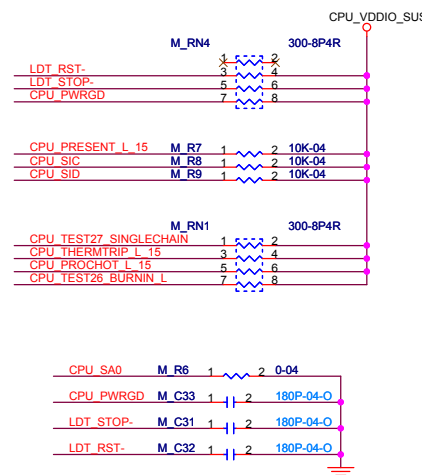 CPU_VDDIO_SUS
M_RN4 300-8P4R
1 2
LDT_RST- 3 4
LDT_STOP- 5 6
CPU_PWRGD 7 8
CPU_PRESENT_L_15 M_R7 1 2 10K-04
CPU_SIC M_R8 1 2 10K-04
CPU_SID M_R9 1 2 10K-04
M_RN1 300-8P4R
CPU_TEST27_SINGLECHAIN 1 2
CPU_THERMTRIP_L_15 3 4
CPU_PROCHOT_L_15 5 6
CPU_TEST26_BURNIN_L 7 8
CPU_SA0 M_R6 1 2 0-04
CPU_PWRGD M_C33 1 2 180P-04-O
LDT_STOP- M_C31 1 2 180P-04-O
LDT_RST- M_C32 1 2 180P-04-O